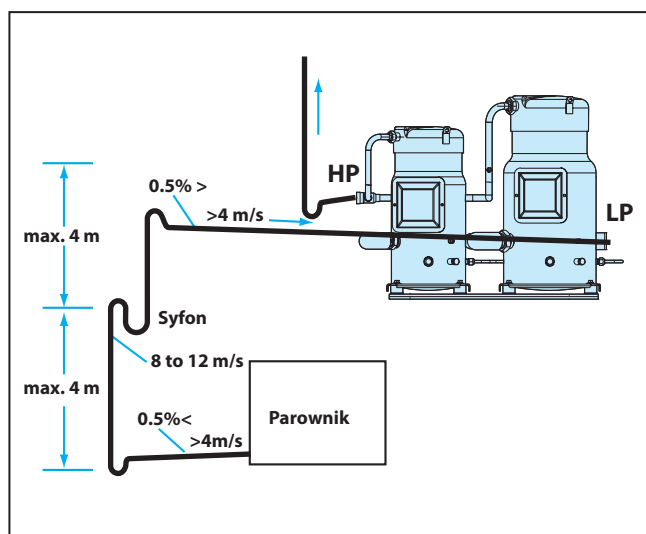 HP
0.5% >
>4 m/s
LP
max. 4 m
Syfon
8 to 12 m/s
max. 4 m
0.5%<
>4m/s
Parownik